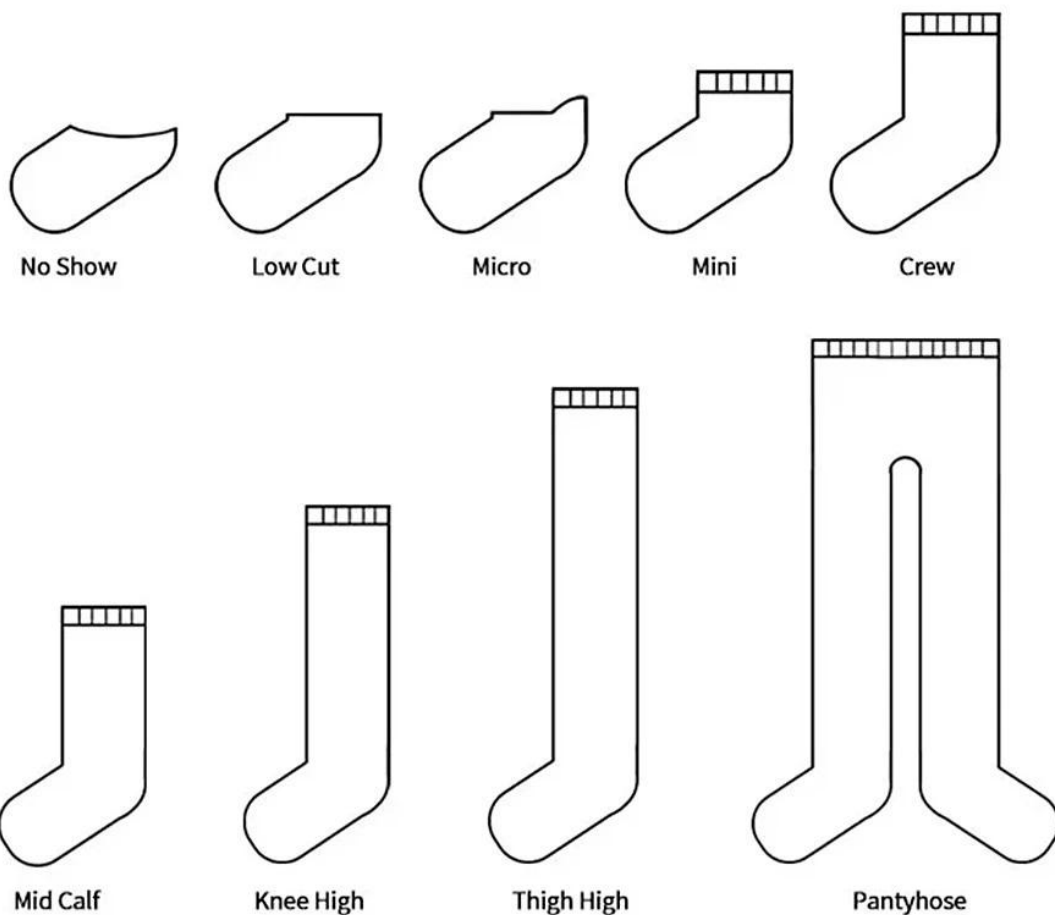 No Show
Low Cut
Micro
Mini
Crew
Mid Calf
Knee High
Thigh High
Pantyhose